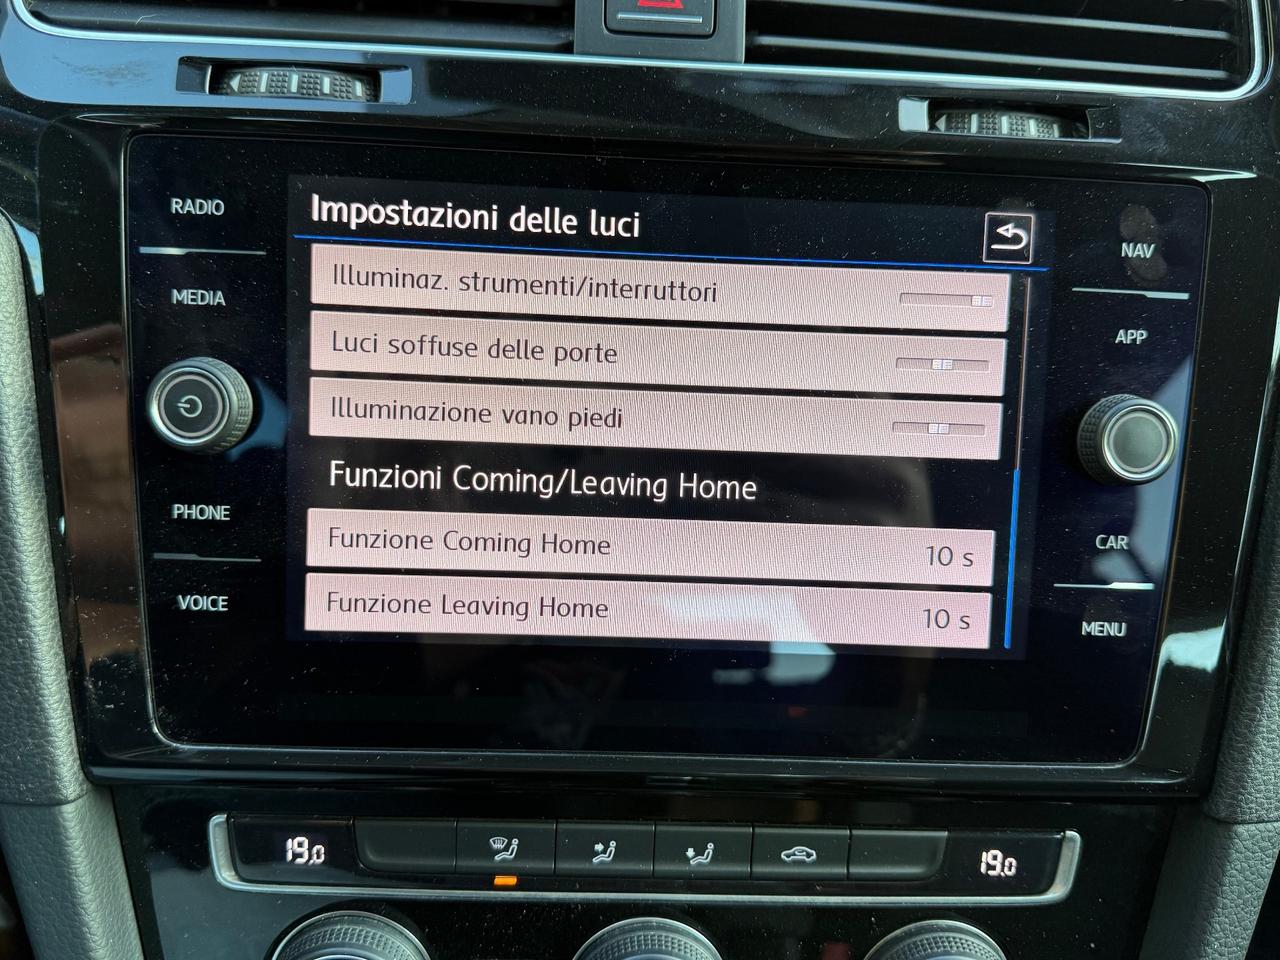 RADIO
MEDIA
PHONE
VOICE
Impostazioni delle luci
Illuminaz. strumenti/interruttori
Luci soffuse delle porte
Illuminazione vano piedi
Funzioni Coming/Leaving Home
Funzione Coming Home 10 s
Funzione Leaving Home 10 s
NAV
APP
CAR
MENU
19.0
19.0